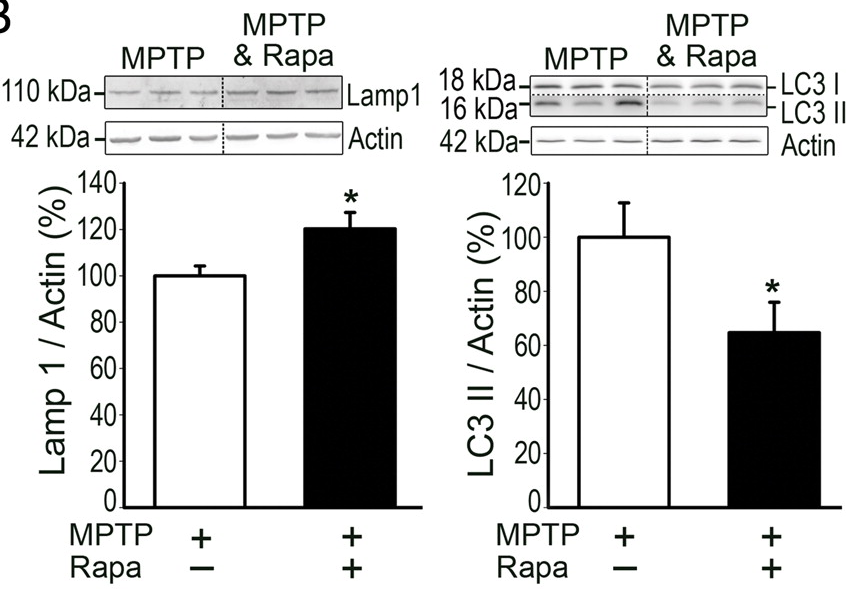 B
MPTP
MPTP & Rapa
110 kDa
Lamp1
42 kDa
Actin
Lamp 1 / Actin (%)
140
120
100
80
60
40
20
0
*
MPTP + +
Rapa – +
MPTP
MPTP & Rapa
18 kDa
LC3 I
16 kDa
LC3 II
42 kDa
Actin
LC3 II / Actin (%)
120
100
80
60
40
20
0
*
MPTP + +
Rapa – +